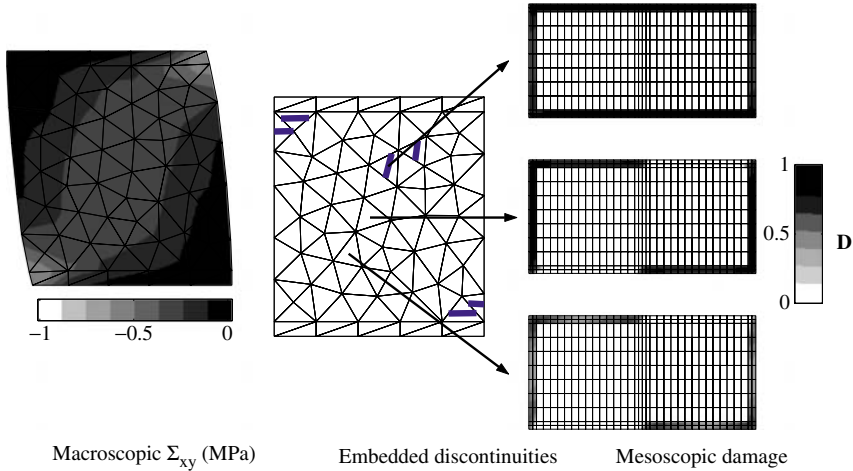 1
0.5
D
0
−1
−0.5
0
Macroscopic Σxy (MPa)
Embedded discontinuities
Mesoscopic damage